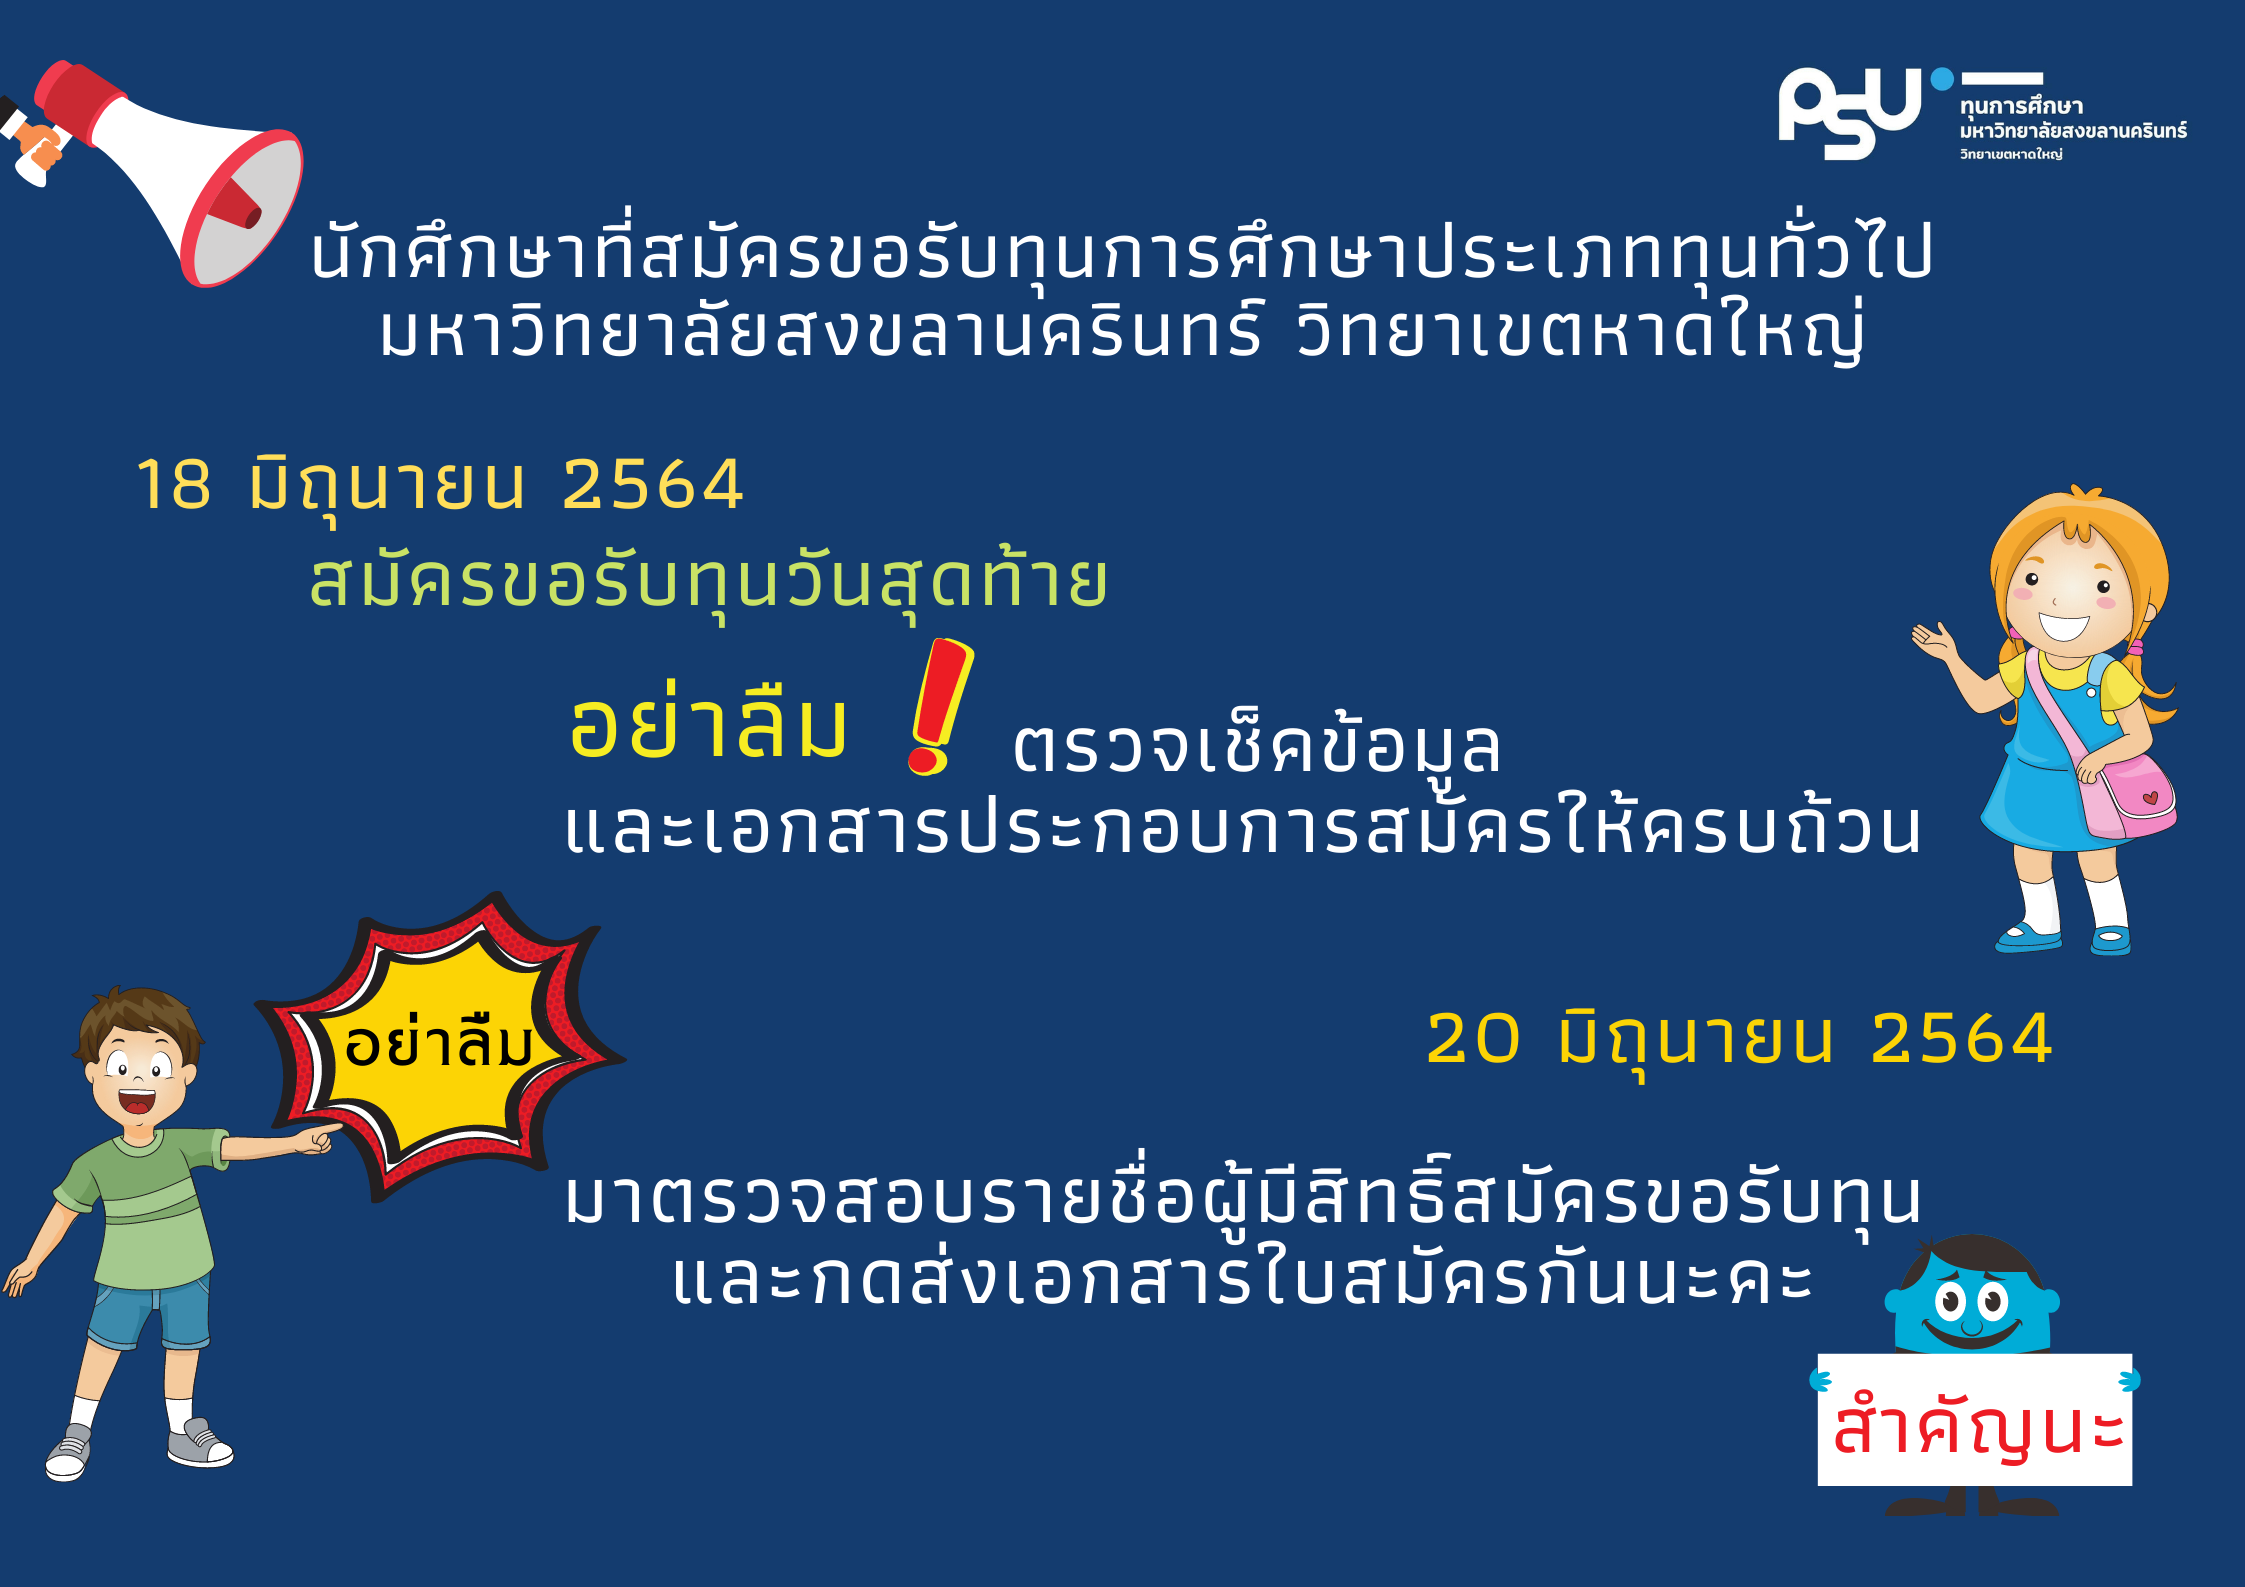 PSU
ทุนการศึกษา
มหาวิทยาลัยสงขลานครินทร์
วิทยาเขตหาดใหญ่
นักศึกษาที่สมัครขอรับทุนการศึกษาประเภททุนทั่วไป
มหาวิทยาลัยสงขลานครินทร์ วิทยาเขตหาดใหญ่
18 มิถุนายน 2564
สมัครขอรับทุนวันสุดท้าย
อย่าลืม ! ตรวจเช็คข้อมูล
และเอกสารประกอบการสมัครให้ครบถ้วน
อย่าลืม
20 มิถุนายน 2564
มาตรวจสอบรายชื่อผู้มีสิทธิ์สมัครขอรับทุน
และกดส่งเอกสารใบสมัครกันนะคะ
สำคัญนะ